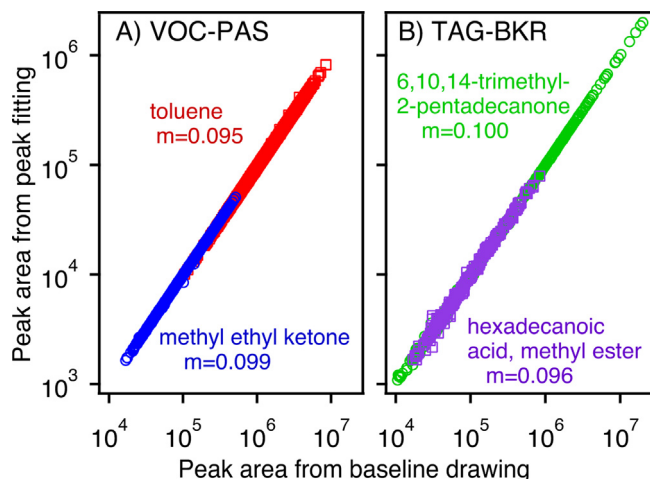 A) VOC-PAS
B) TAG-BKR
Peak area from peak fitting
10^6
10^5
10^4
10^3
toluene
m=0.095
methyl ethyl ketone
m=0.099
6,10,14-trimethyl-
2-pentadecanone
m=0.100
hexadecanoic
acid, methyl ester
m=0.096
10^4 10^5 10^6 10^7
10^4 10^5 10^6 10^7
Peak area from baseline drawing